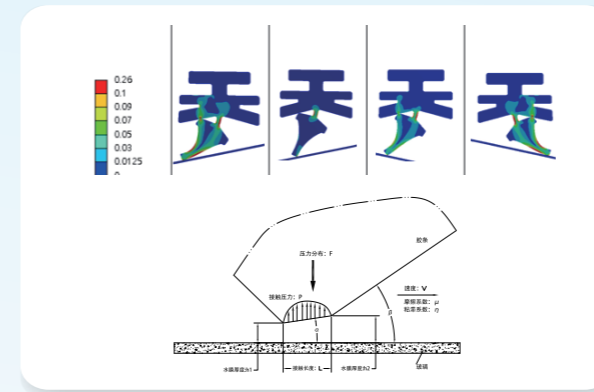 0.26
0.1
0.09
0.07
0.05
0.03
0.0125
0
胶条
压力分布：F
接触压力：P
速度：V
摩擦系数：μ
粘滞系数：η
β
α
水膜厚度h1
接触长度：L
水膜厚度h2
玻璃